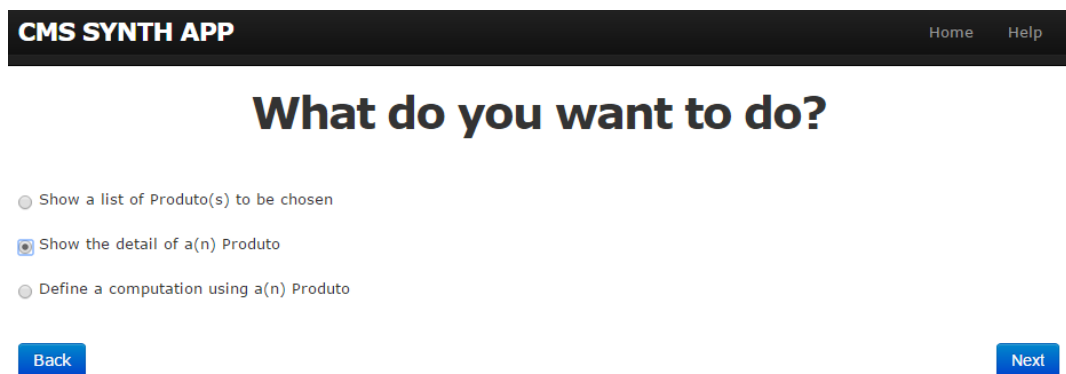 CMS SYNTH APP Home Help
What do you want to do?
Show a list of Produto(s) to be chosen
Show the detail of a(n) Produto
Define a computation using a(n) Produto
Back Next